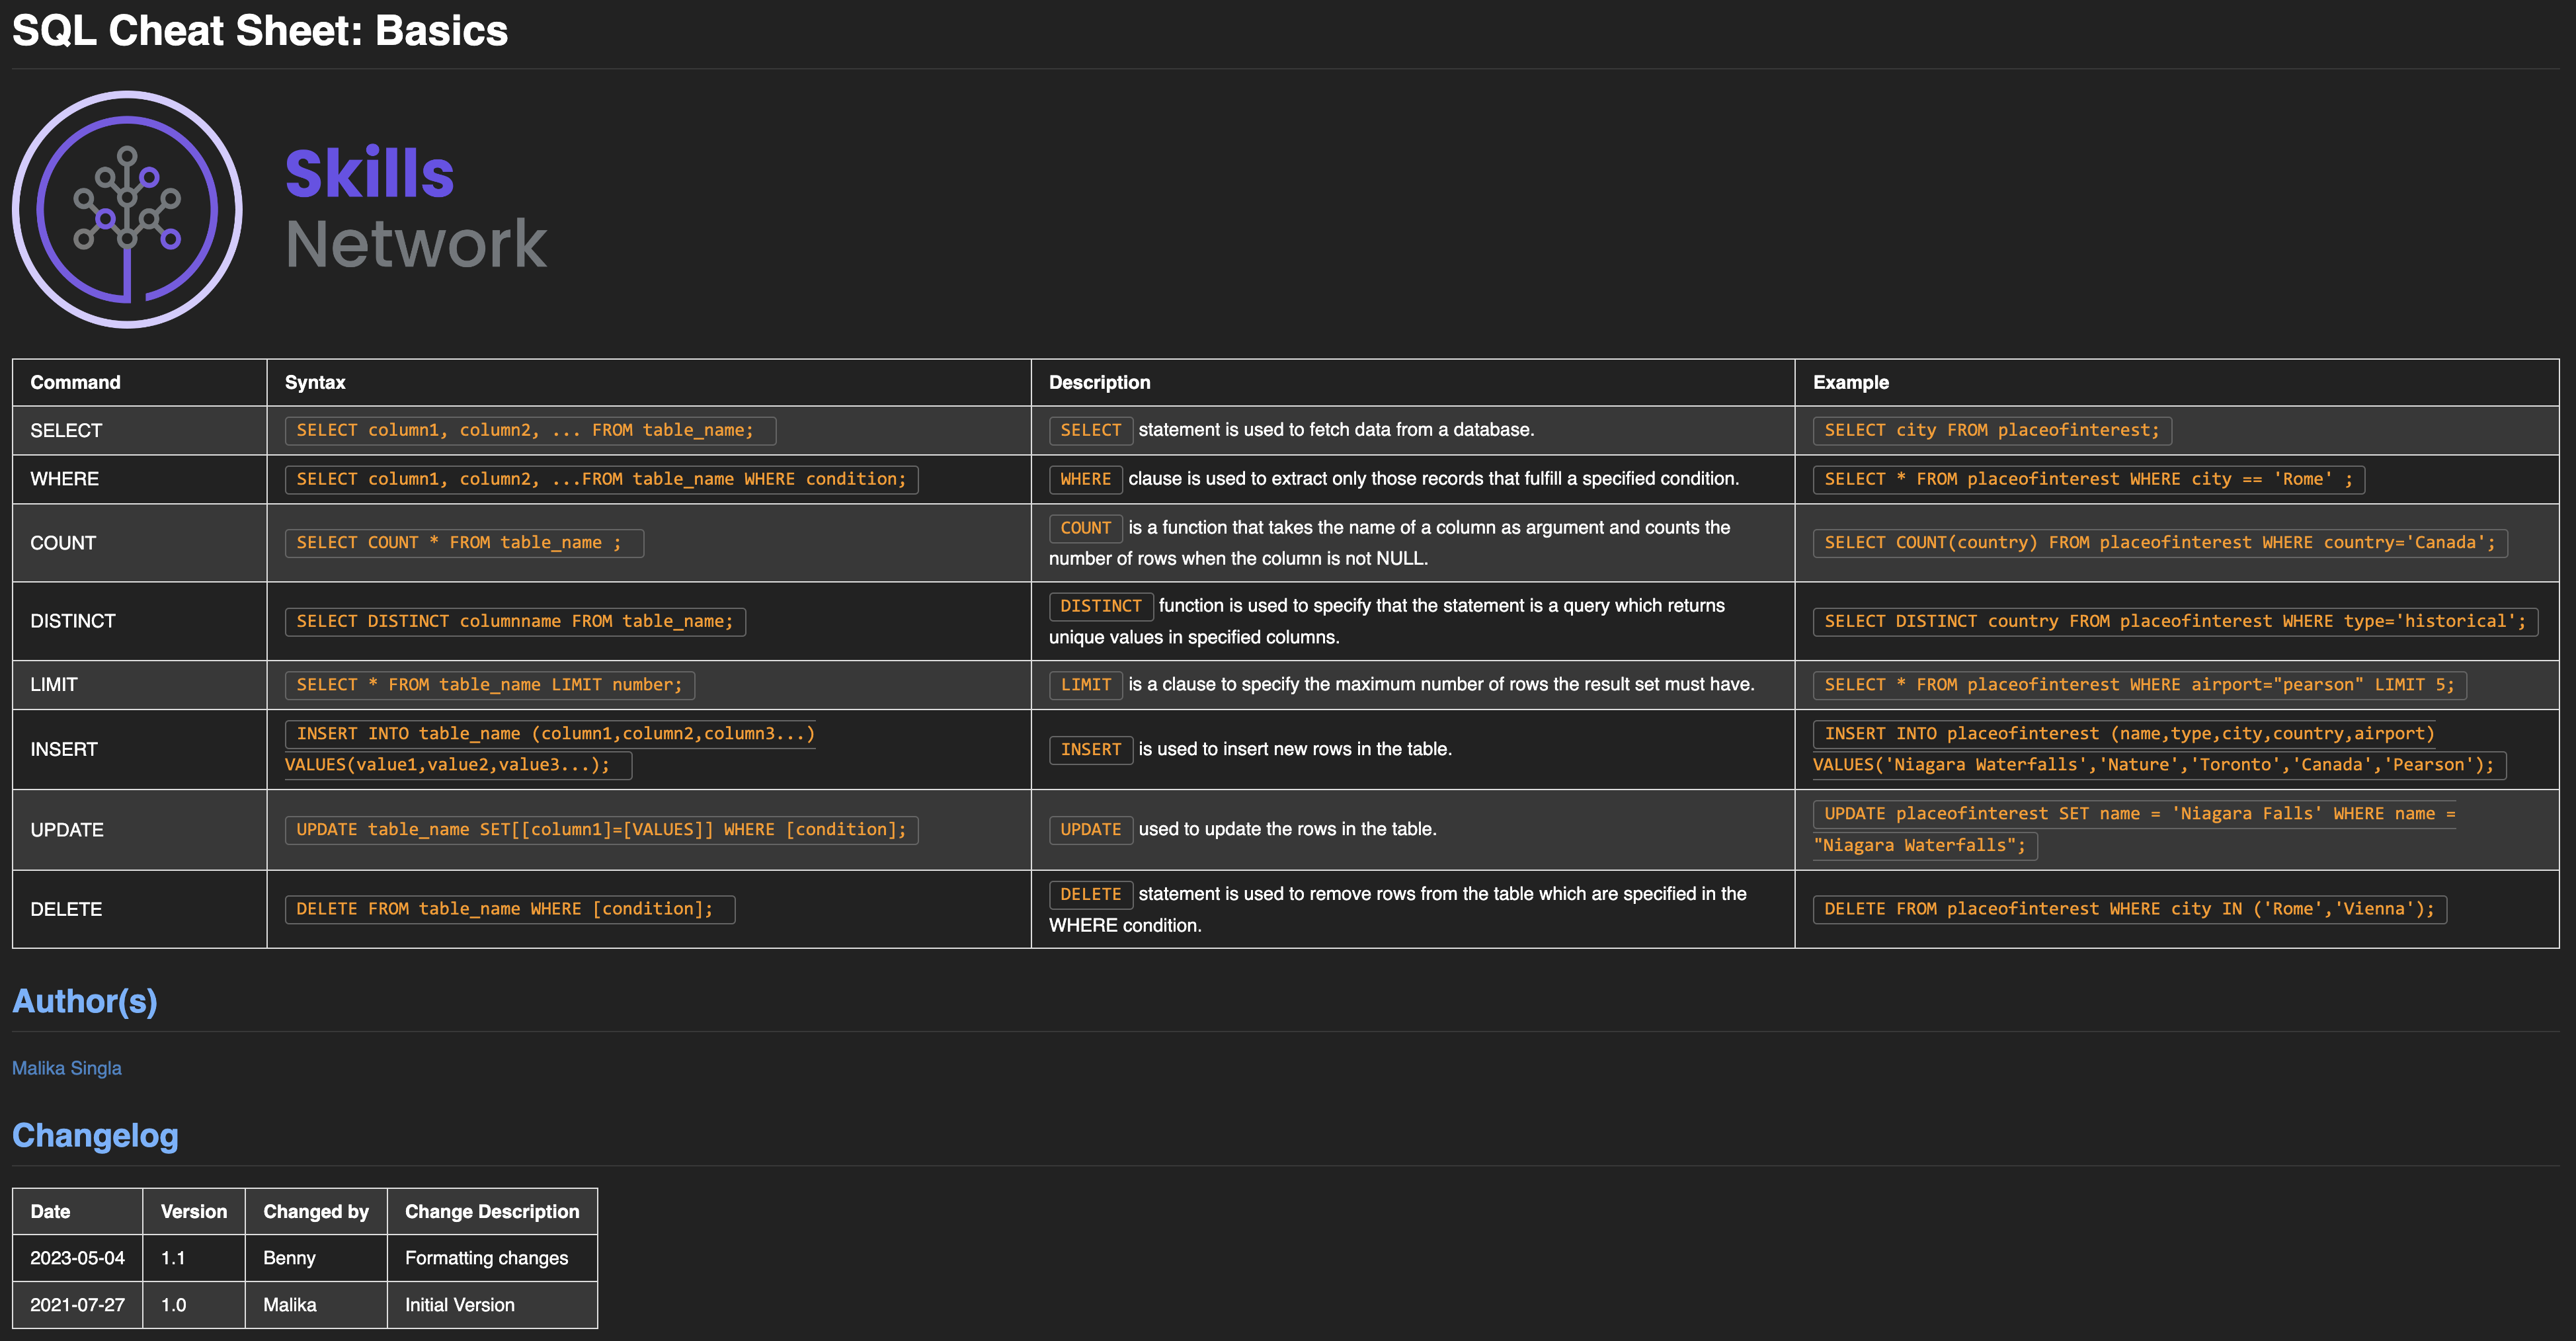 SQL Cheat Sheet: Basics
Skills
Network
Command Syntax Description Example
SELECT SELECT column1, column2, ... FROM table_name; SELECT statement is used to fetch data from a database. SELECT city FROM placeofinterest;
WHERE SELECT column1, column2, ...FROM table_name WHERE condition; WHERE clause is used to extract only those records that fulfill a specified condition. SELECT * FROM placeofinterest WHERE city == 'Rome' ;
COUNT SELECT COUNT * FROM table_name ; COUNT is a function that takes the name of a column as argument and counts the
number of rows when the column is not NULL. SELECT COUNT(country) FROM placeofinterest WHERE country='Canada';
DISTINCT SELECT DISTINCT columnname FROM table_name; DISTINCT function is used to specify that the statement is a query which returns
unique values in specified columns. SELECT DISTINCT country FROM placeofinterest WHERE type='historical';
LIMIT SELECT * FROM table_name LIMIT number; LIMIT is a clause to specify the maximum number of rows the result set must have. SELECT * FROM placeofinterest WHERE airport="pearson" LIMIT 5;
INSERT INSERT INTO table_name (column1,column2,column3...)
VALUES(value1,value2,value3...); INSERT is used to insert new rows in the table. INSERT INTO placeofinterest (name,type,city,country,airport)
VALUES('Niagara Waterfalls','Nature','Toronto','Canada','Pearson');
UPDATE UPDATE table_name SET[[column1]=[VALUES]] WHERE [condition]; UPDATE used to update the rows in the table. UPDATE placeofinterest SET name = 'Niagara Falls' WHERE name =
"Niagara Waterfalls";
DELETE DELETE FROM table_name WHERE [condition]; DELETE statement is used to remove rows from the table which are specified in the
WHERE condition. DELETE FROM placeofinterest WHERE city IN ('Rome','Vienna');
Author(s)
Malika Singla
Changelog
Date Version Changed by Change Description
2023-05-04 1.1 Benny Formatting changes
2021-07-27 1.0 Malika Initial Version